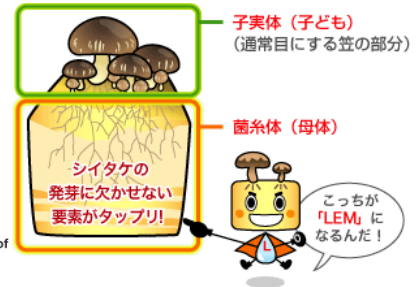 子実体（子ども）
（通常目にする笠の部分）
菌糸体（母体）
シイタケの
発芽に欠かせない
要素がタップリ!
of
L
こっちが
「LEM」に
なるんだ！